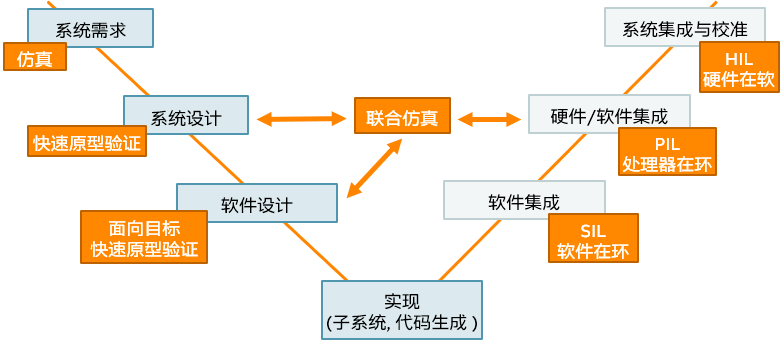 系统需求
仿真
系统设计
快速原型验证
软件设计
面向目标
快速原型验证
联合仿真
实现
(子系统, 代码生成 )
系统集成与校准
HIL
硬件在软
硬件/软件集成
PIL
处理器在环
软件集成
SIL
软件在环